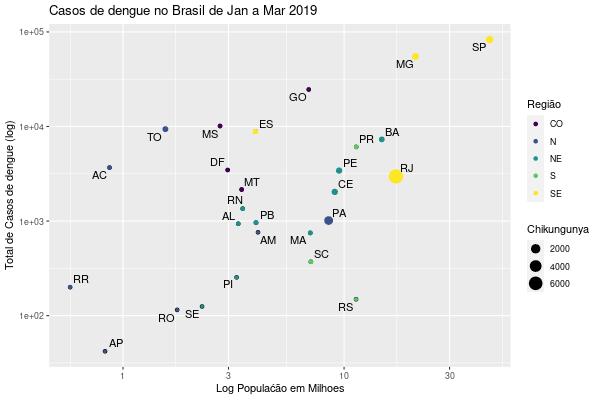 Casos de dengue no Brasil de Jan a Mar 2019
Total de Casos de dengue (log)
1e+05
1e+04
1e+03
1e+02
SP
MG
GO
ES
MS
TO
BA
PR
DF
PE
RJ
AC
MT
CE
RN
AL
PB
PA
AM
MA
SC
PI
RR
RS
SE
RO
AP
1
3
10
30
Log Populaćão em Milhoes
Região
CO
N
NE
S
SE
Chikungunya
2000
4000
6000